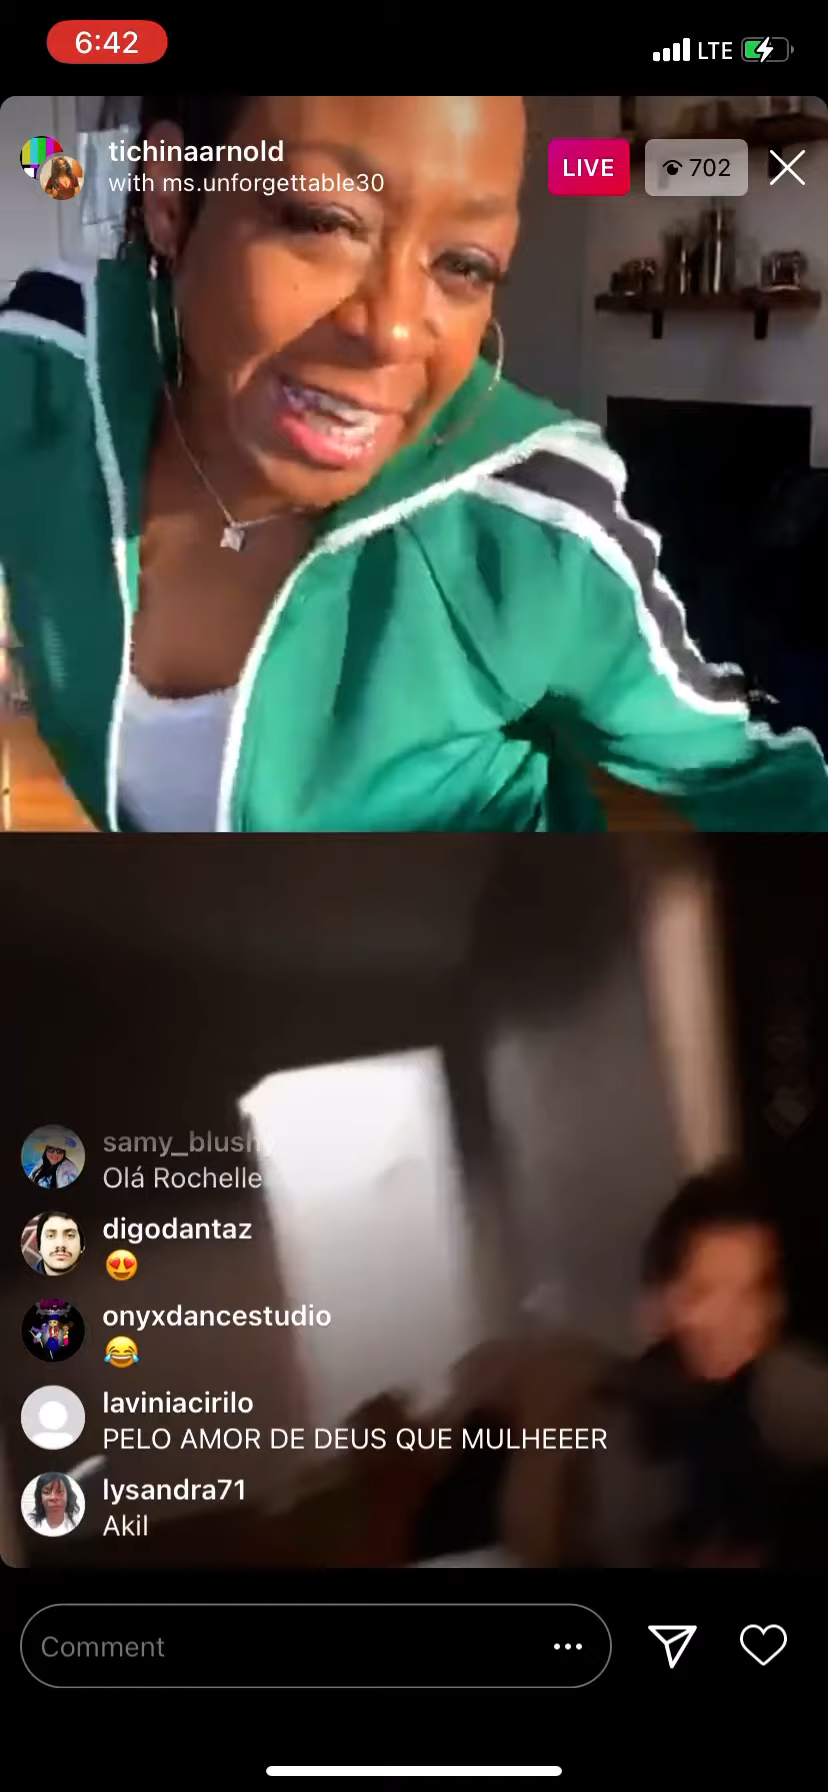 6:42
LTE
tichinaarnold
with ms.unforgettable30
LIVE
702
samy_blush
Olá Rochelle
digodantaz
😍
onyxdancestudio
😂
laviniacirilo
PELO AMOR DE DEUS QUE MULHEEER
lysandra71
Akil
Comment